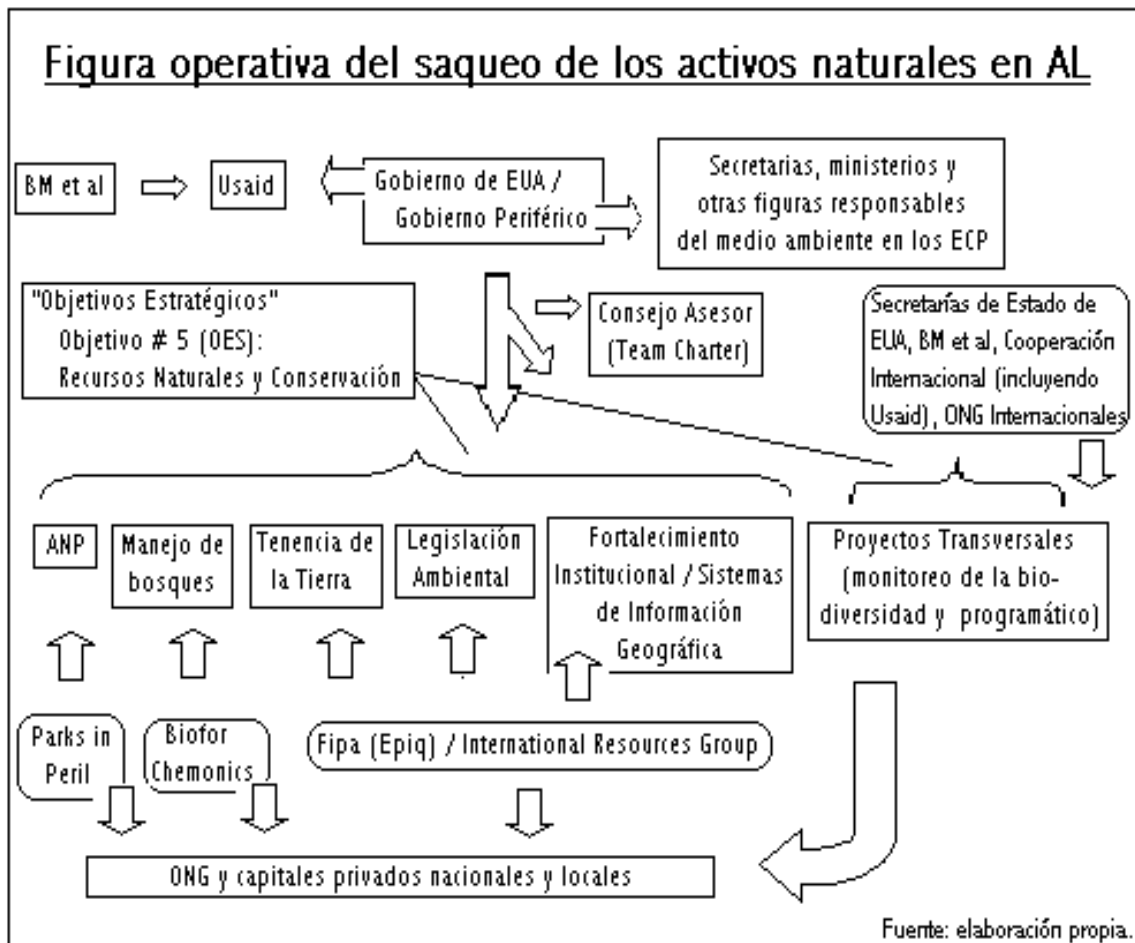 Figura operativa del saqueo de los activos naturales en AL
BM et al
Usaid
Gobierno de EUA /
Gobierno Periférico
Secretarias, ministerios y
otras figuras responsables
del medio ambiente en los ECP
"Objetivos Estratégicos"
Objetivo # 5 (OES):
Recursos Naturales y Conservación
Consejo Asesor
(Team Charter)
Secretarías de Estado de
EUA, BM et al, Cooperación
Internacional (incluyendo
Usaid), ONG Internacionales
ANP
Manejo de
bosques
Tenencia de
la Tierra
Legislación
Ambiental
Fortalecimiento
Institucional / Sistemas
de Información
Geográfica
Proyectos Transversales
(monitoreo de la bio-
diversidad y programático)
Parks in
Peril
Biofor
Chemonics
Fipa (Epiq) / International Resources Group
ONG y capitales privados nacionales y locales
Fuente: elaboración propia.